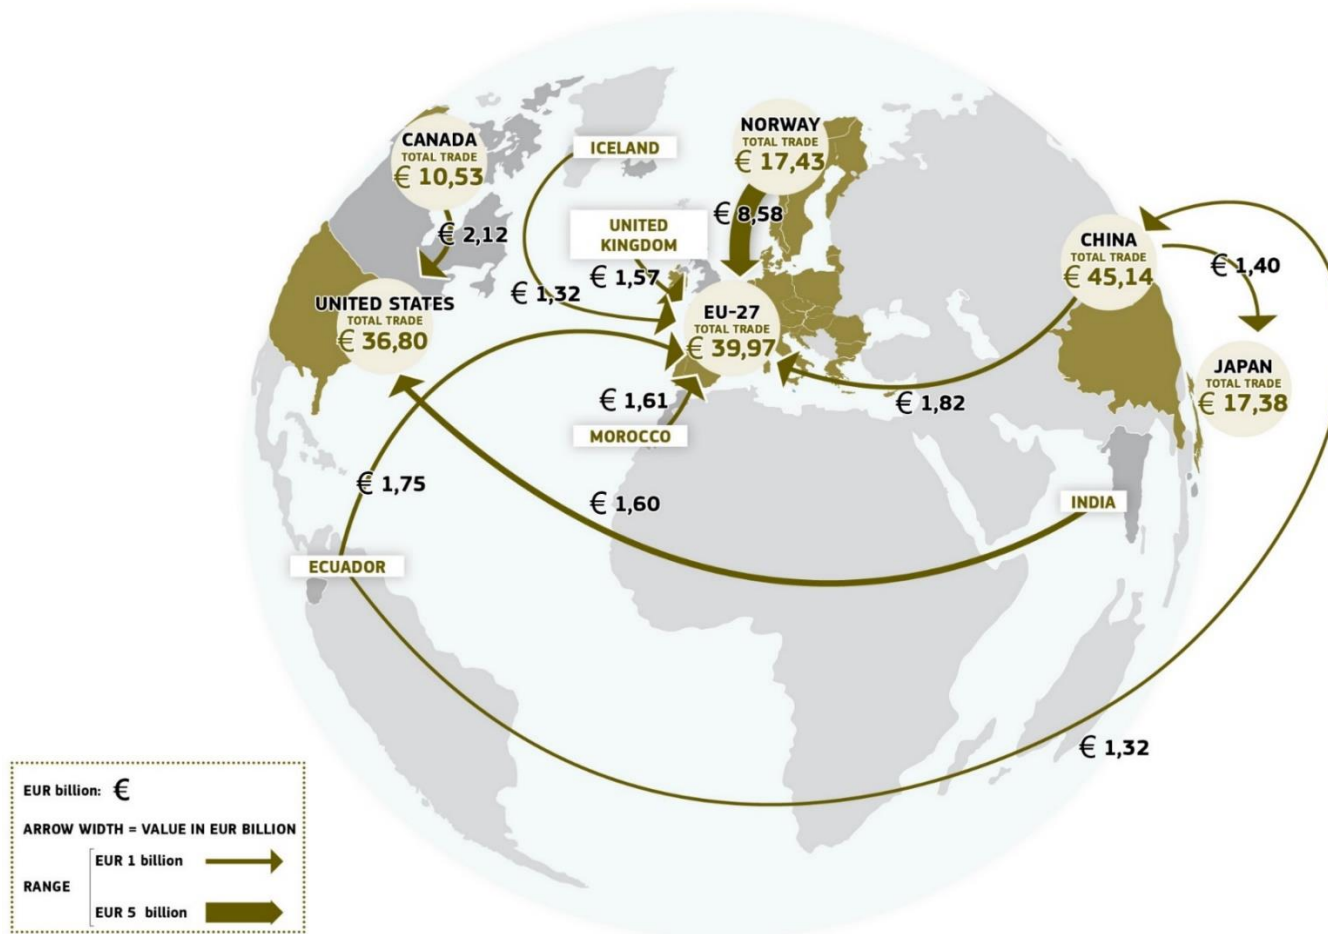 CANADA
TOTAL TRADE
€ 10,53
€ 2,12
ICELAND
NORWAY
TOTAL TRADE
€ 17,43
€ 8,58
UNITED
KINGDOM
€ 1,57
€ 1,32
UNITED STATES
TOTAL TRADE
€ 36,80
EU-27
TOTAL TRADE
€ 39,97
CHINA
TOTAL TRADE
€ 45,14
€ 1,40
JAPAN
TOTAL TRADE
€ 17,38
€ 1,82
€ 1,61
MOROCCO
€ 1,75
€ 1,60
INDIA
ECUADOR
€ 1,32
EUR billion: €
ARROW WIDTH = VALUE IN EUR BILLION
RANGE
EUR 1 billion
EUR 5 billion